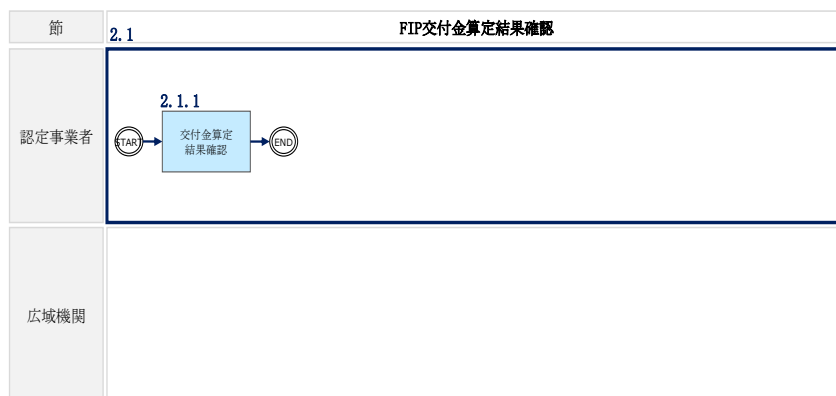 節
2.1
FIP交付金算定結果確認
認定事業者
2.1.1
START
交付金算定
結果確認
END
広域機関